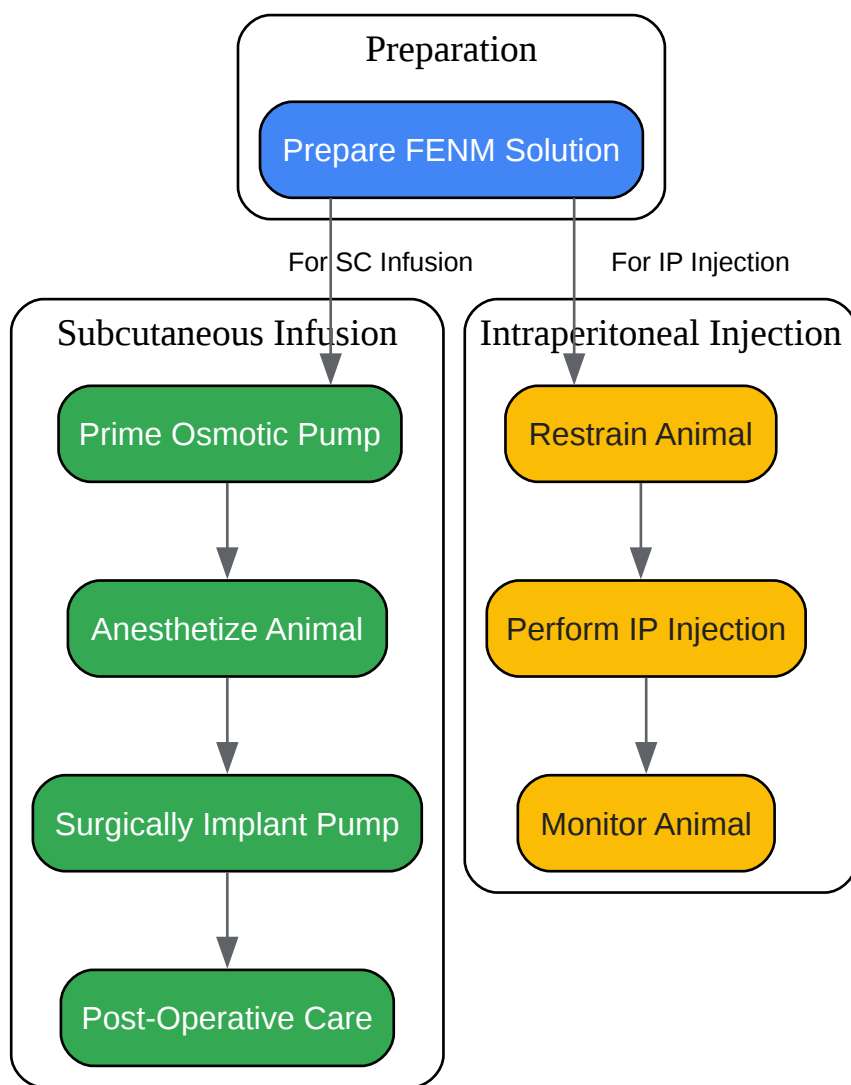 Preparation
Prepare FENM Solution
For SC Infusion
For IP Injection
Subcutaneous Infusion
Prime Osmotic Pump
Anesthetize Animal
Surgically Implant Pump
Post-Operative Care
Intraperitoneal Injection
Restrain Animal
Perform IP Injection
Monitor Animal